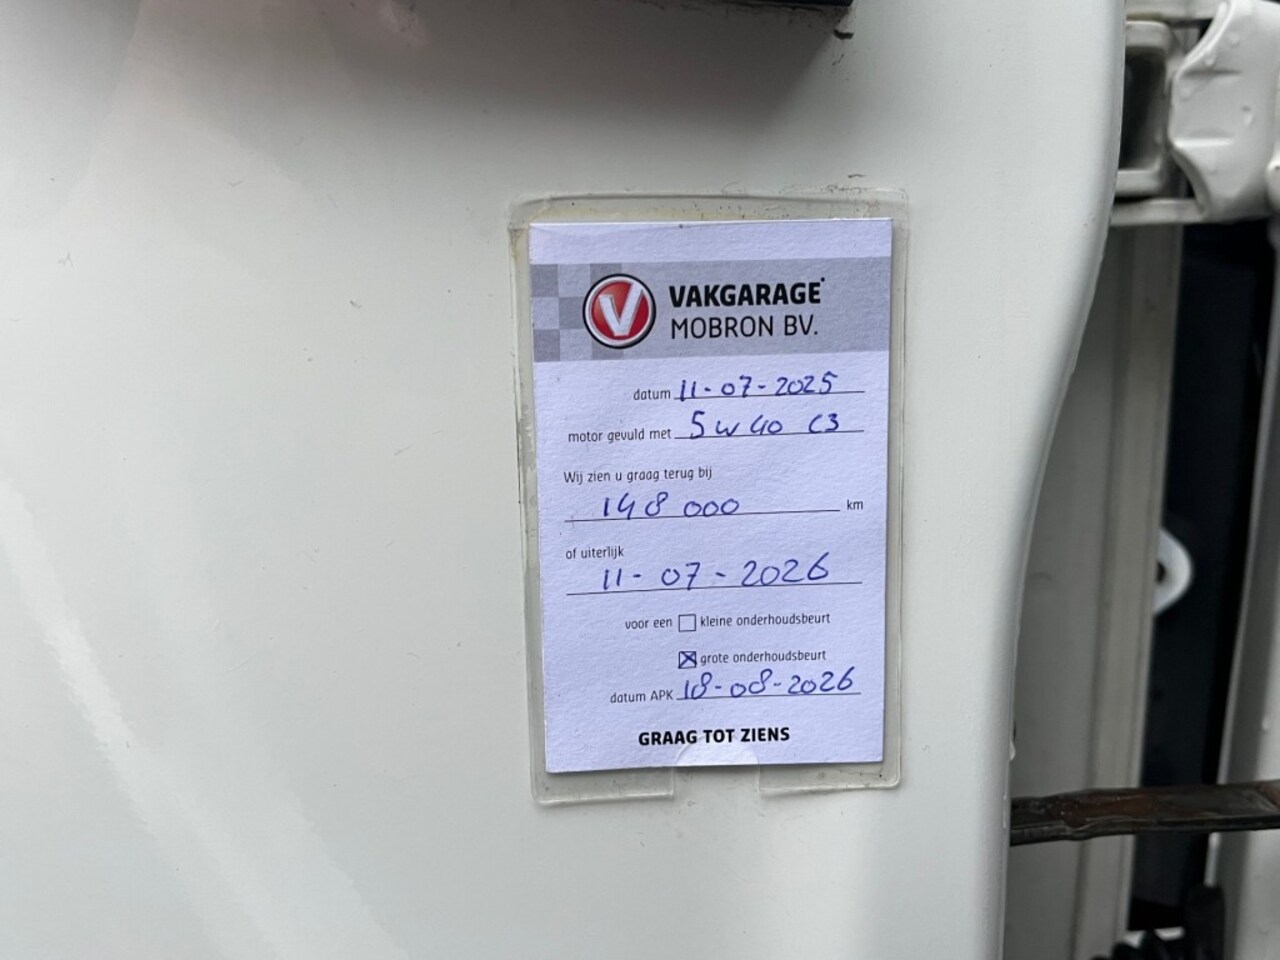 V VAKGARAGE
MOBRON BV.
datum 11-07-2025
motor gevuld met 5W40 C3
Wij zien u graag terug bij
148 000 km
of uiterlijk
11-07-2026
voor een kleine onderhoudsbeurt
grote onderhoudsbeurt
datum APK 18-08-2026
GRAAG TOT ZIENS